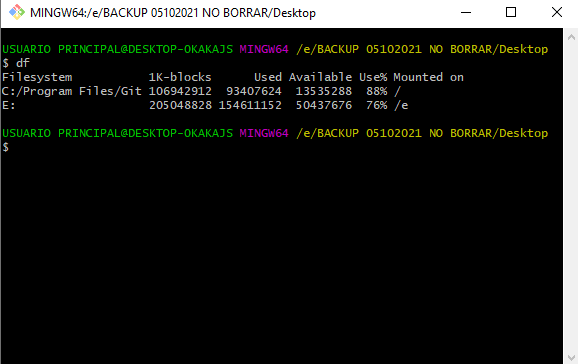 MINGW64:/e/BACKUP 05102021 NO BORRAR/Desktop
USUARIO PRINCIPAL@DESKTOP-OKAKAJS MINGW64 /e/BACKUP 05102021 NO BORRAR/Desktop
$ df
Filesystem           1K-blocks      Used Available Use% Mounted on
C:/Program Files/Git 106942912  93407624  13535288  88% /
E:                   205048828 154611152  50437676  76% /e
USUARIO PRINCIPAL@DESKTOP-OKAKAJS MINGW64 /e/BACKUP 05102021 NO BORRAR/Desktop
$